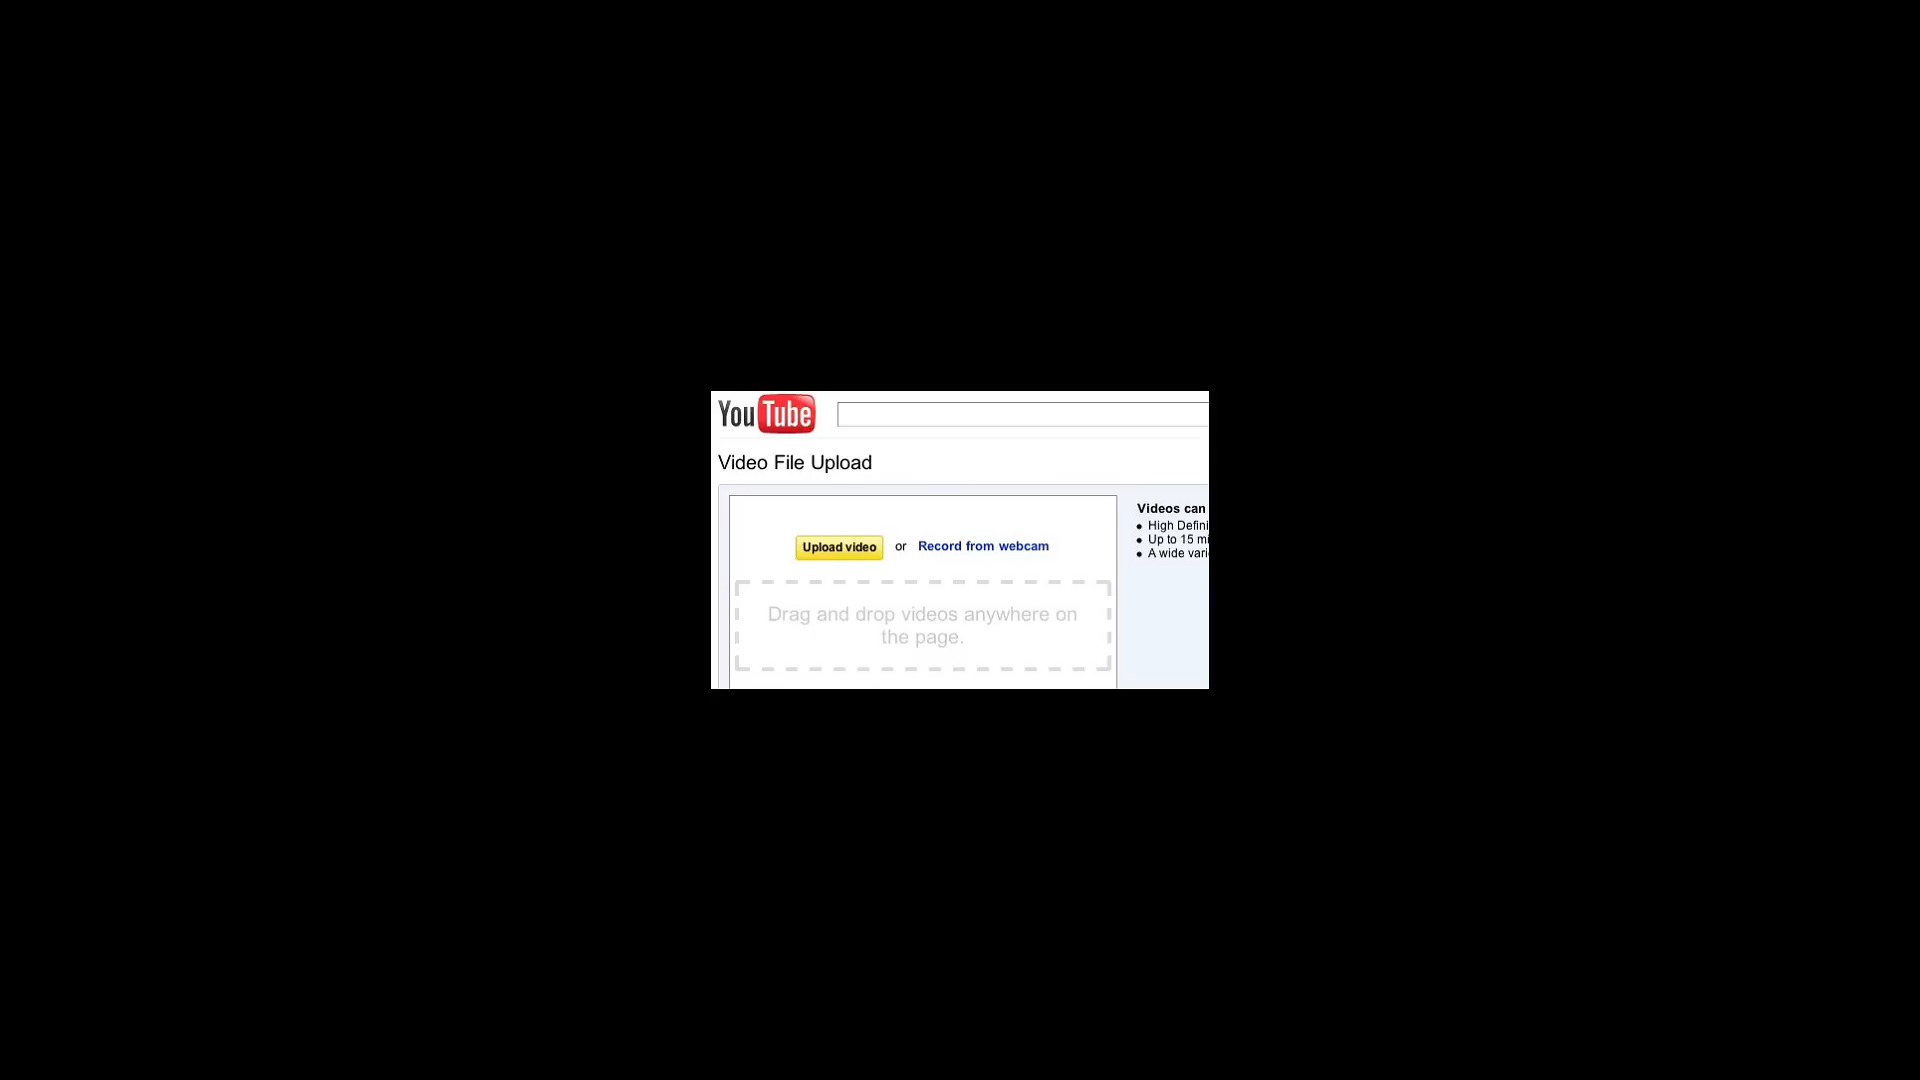 YouTube
Video File Upload
Upload video or Record from webcam
Drag and drop videos anywhere on
the page.
Videos can
High Defini
Up to 15 mi
A wide vari